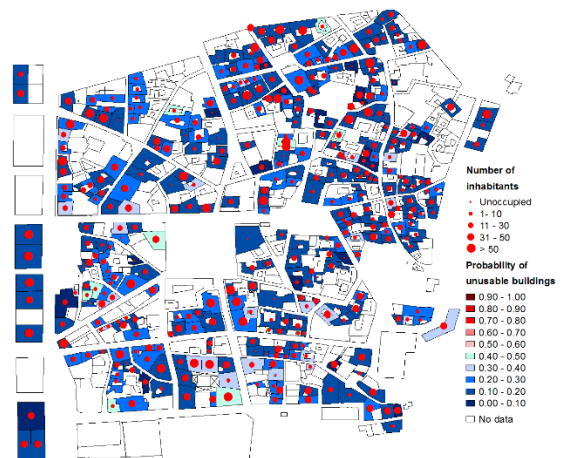 Number of
inhabitants
Unoccupied
1- 10
11 - 30
31 - 50
> 50
Probability of
unusable buildings
0.90 - 1.00
0.80 - 0.90
0.70 - 0.80
0.60 - 0.70
0.50 - 0.60
0.40 - 0.50
0.30 - 0.40
0.20 - 0.30
0.10 - 0.20
0.00 - 0.10
No data